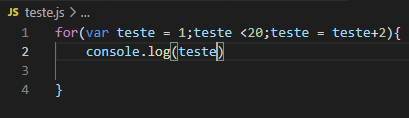 JS teste.js > ...
1 for(var teste = 1;teste <20;teste = teste+2){
2 console.log(teste)
3
4 }